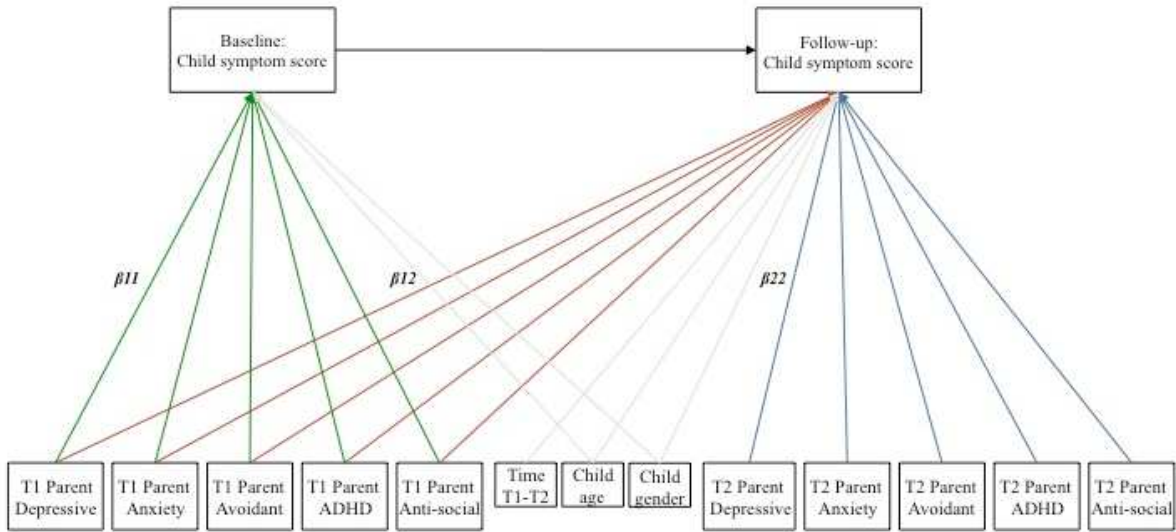 Baseline:
Child symptom score
Follow-up:
Child symptom score
β11
β12
β22
T1 Parent
Depressive
T1 Parent
Anxiety
T1 Parent
Avoidant
T1 Parent
ADHD
T1 Parent
Anti-social
Time
T1-T2
Child
age
Child
gender
T2 Parent
Depressive
T2 Parent
Anxiety
T2 Parent
Avoidant
T2 Parent
ADHD
T2 Parent
Anti-social